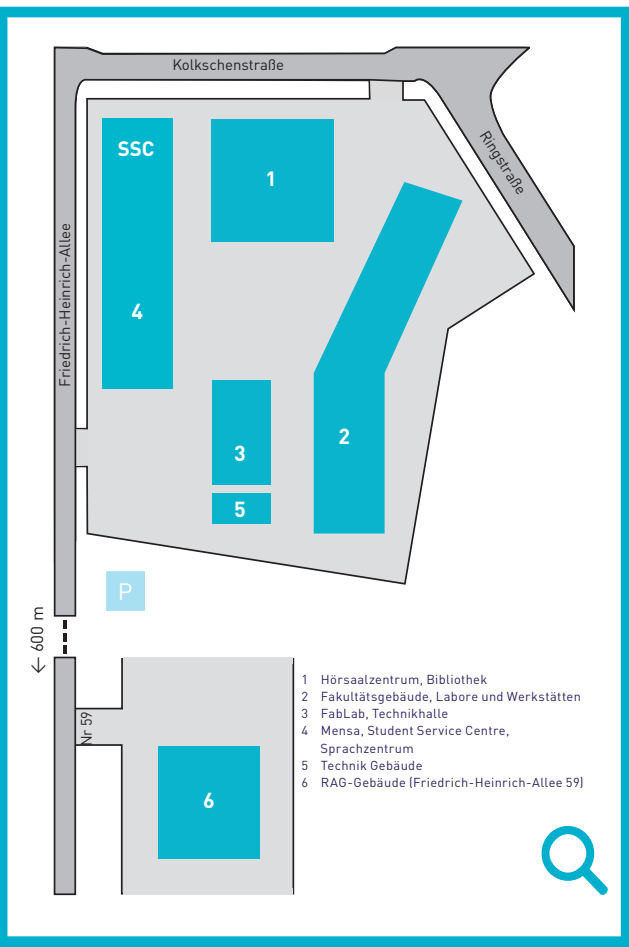 Kolkschenstraße
Ringstraße
Friedrich-Heinrich-Allee
SSC
1
4
2
3
5
P
← 600 m
Nr 59
6
1 Hörsaalzentrum, Bibliothek
2 Fakultätsgebäude, Labore und Werkstätten
3 FabLab, Technikhalle
4 Mensa, Student Service Centre,
Sprachzentrum
5 Technik Gebäude
6 RAG-Gebäude (Friedrich-Heinrich-Allee 59)